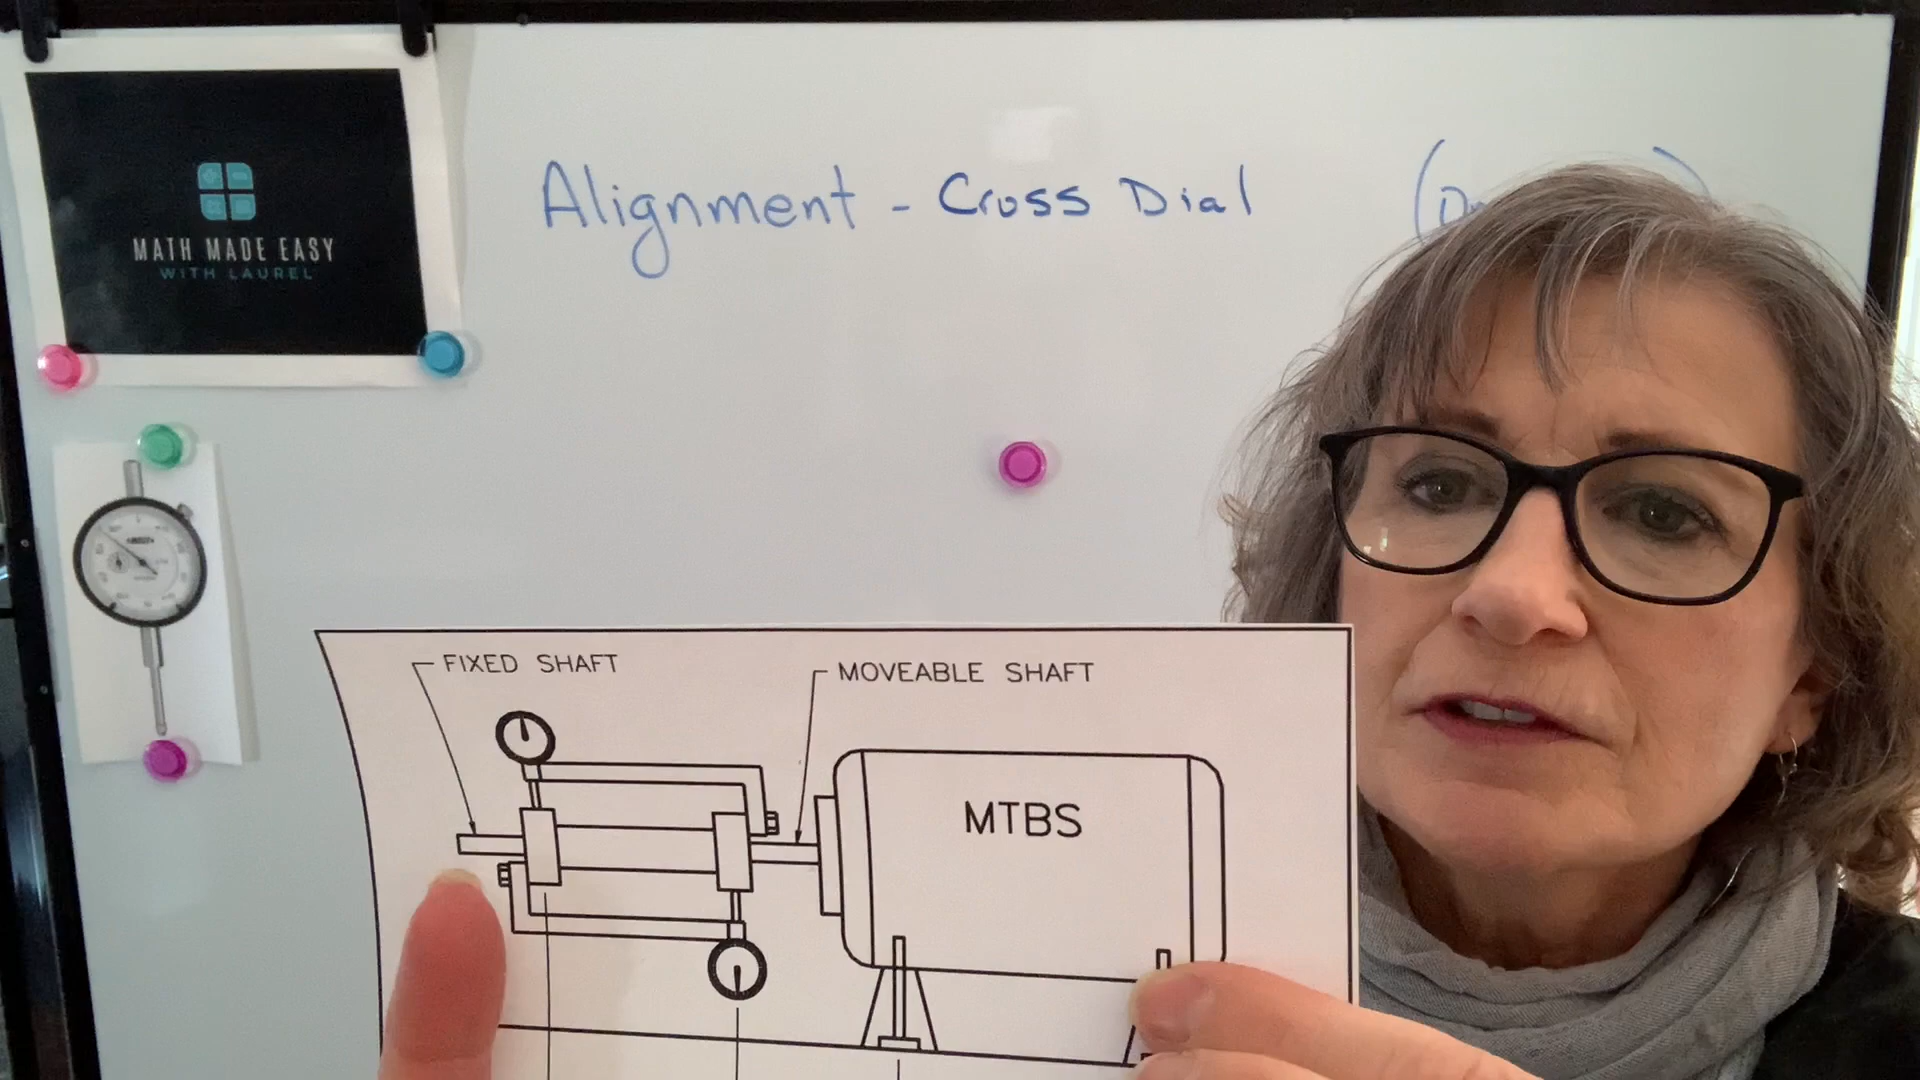 MATH MADE EASY
WITH LAUREL
Alignment - Cross Dial
FIXED SHAFT
MOVEABLE SHAFT
MTBS